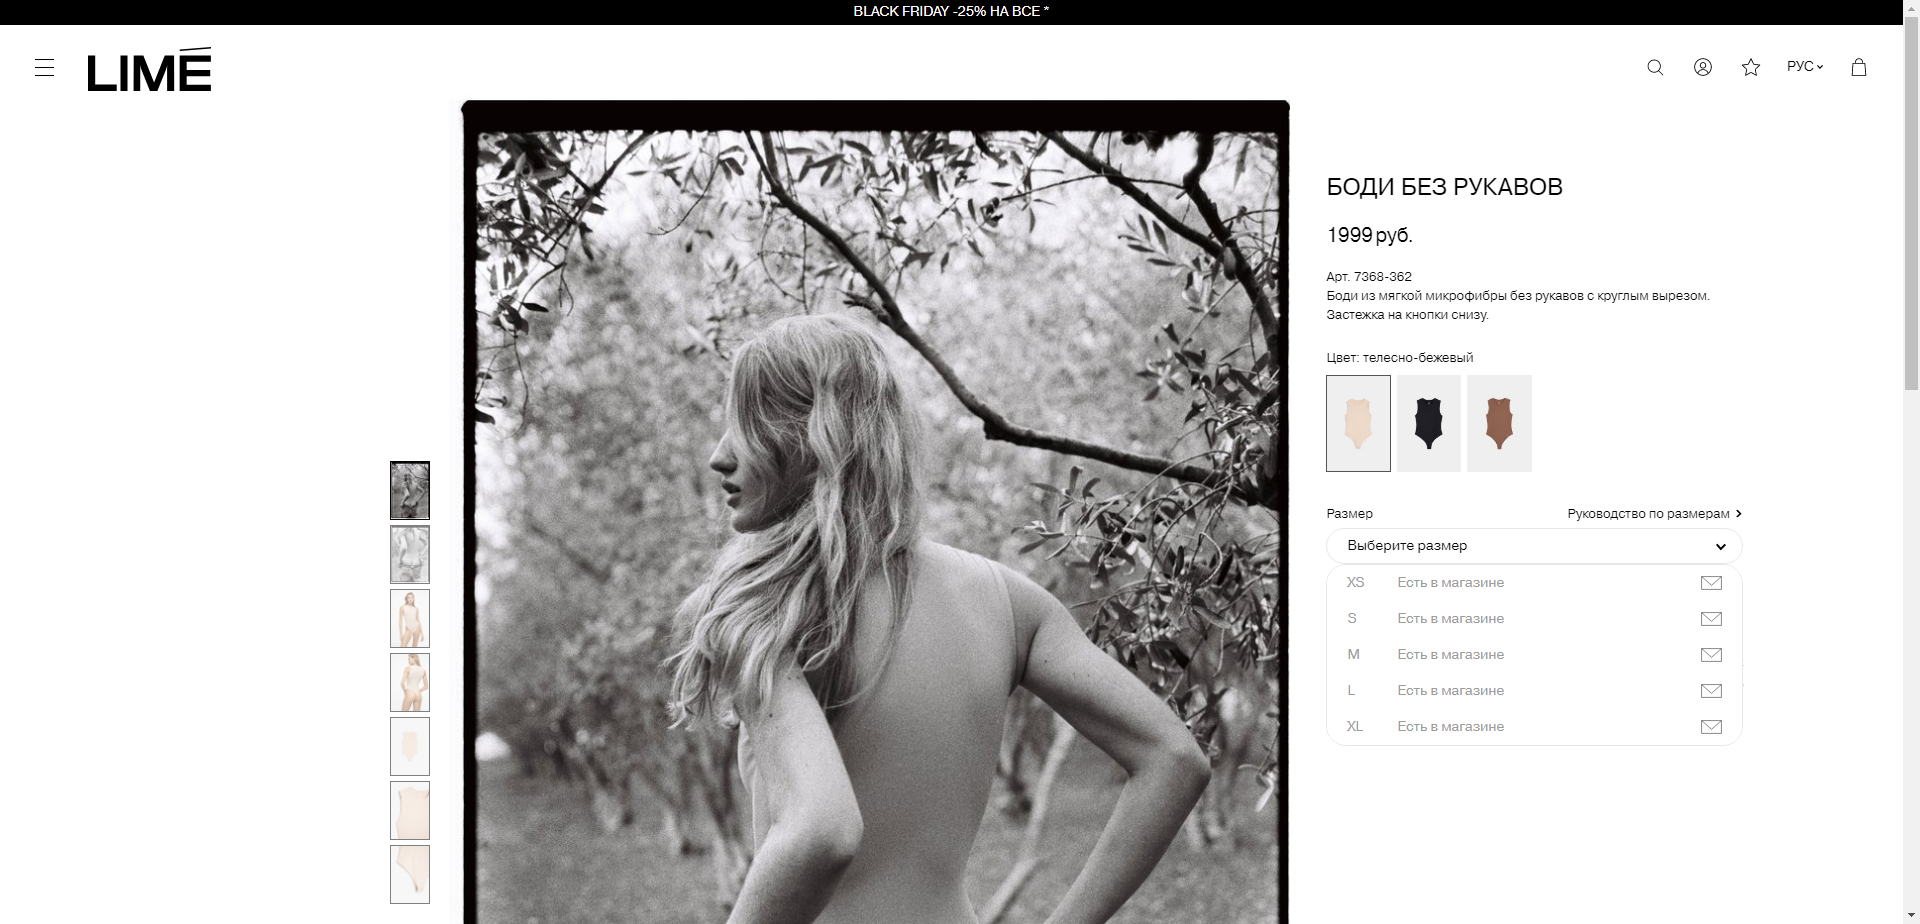 BLACK FRIDAY -25% НА ВСЕ *
LIMÉ
РУС
БОДИ БЕЗ РУКАВОВ
1999 руб.
Арт. 7368-362
Боди из мягкой микрофибры без рукавов с круглым вырезом.
Застежка на кнопки снизу.
Цвет: телесно-бежевый
Размер
Руководство по размерам
Выберите размер
XS Есть в магазине
S Есть в магазине
M Есть в магазине
L Есть в магазине
XL Есть в магазине